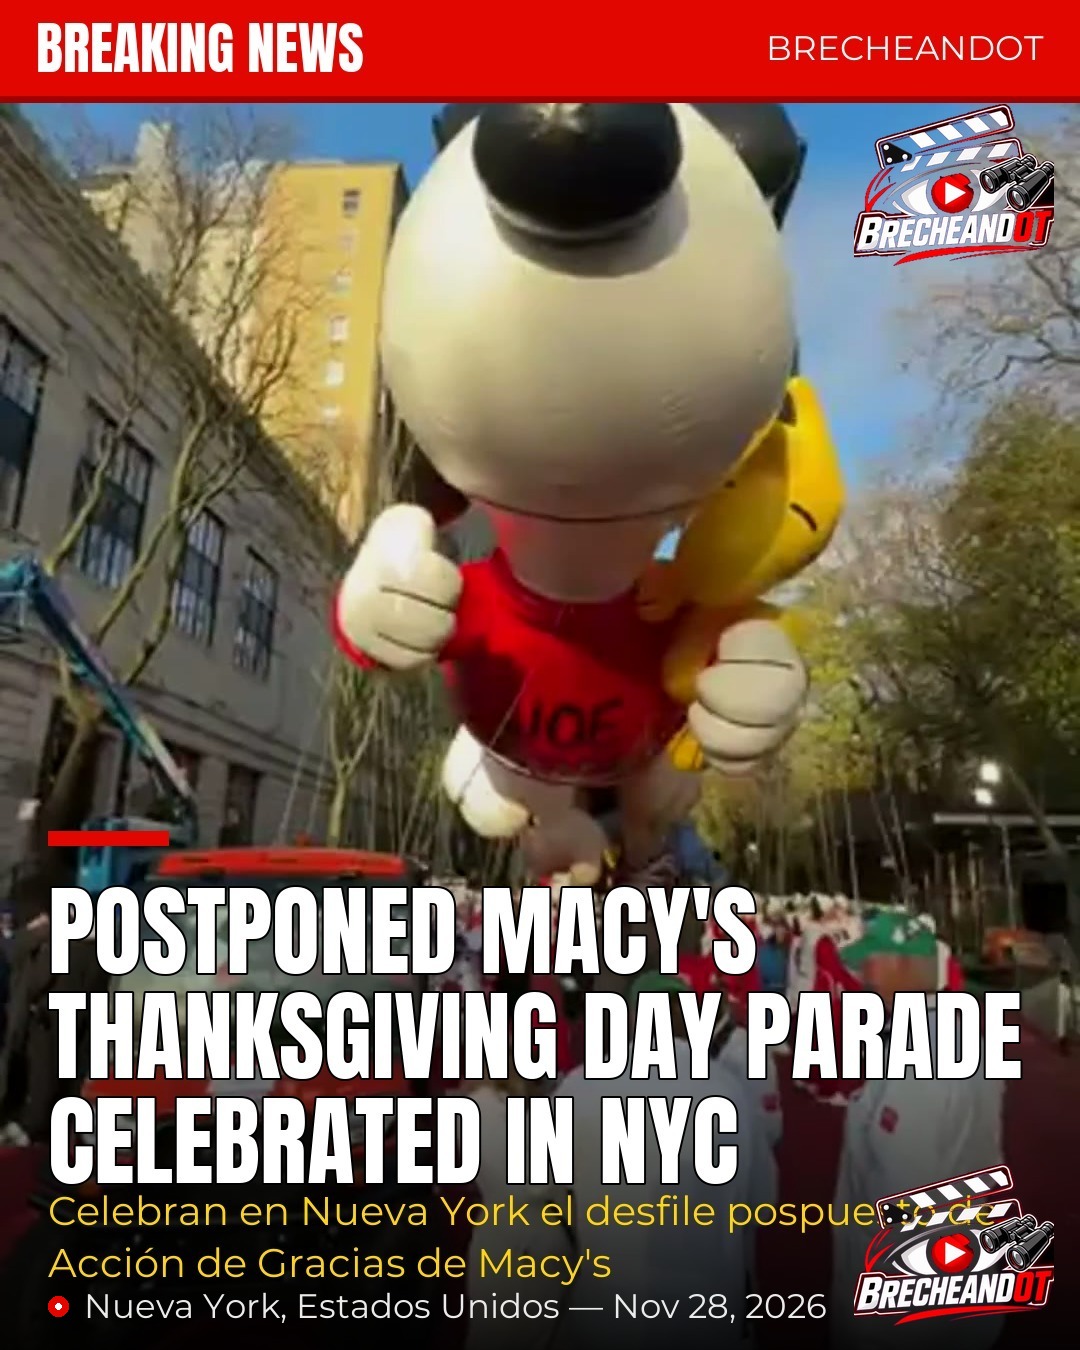 BREAKING NEWS
BRECHEANDOT
BRECHEANDOT
JOE
POSTPONED MACY'S
THANKSGIVING DAY PARADE
CELEBRATED IN NYC
Celebran en Nueva York el desfile pospuesto de
Acción de Gracias de Macy's
Nueva York, Estados Unidos — Nov 28, 2026
BRECHEANDOT